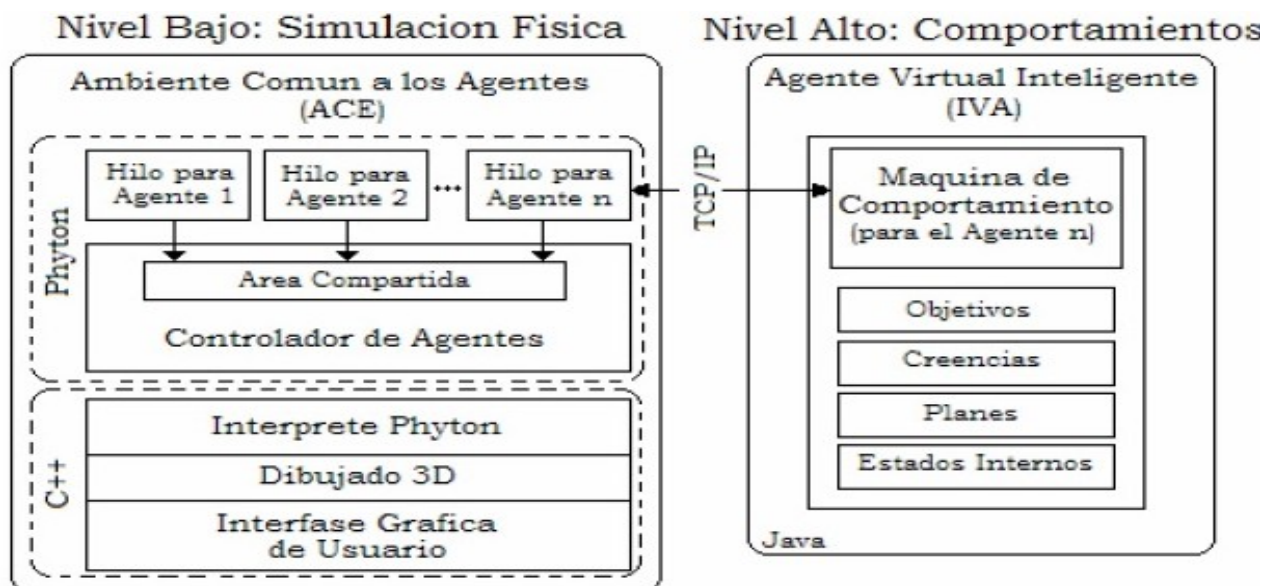 Nivel Bajo: Simulacion Fisica
Ambiente Comun a los Agentes
(ACE)
Phyton
Hilo para
Agente 1
Hilo para
Agente 2
...
Hilo para
Agente n
Area Compartida
Controlador de Agentes
C++
Interprete Phyton
Dibujado 3D
Interfase Grafica
de Usuario
TCP/IP
Nivel Alto: Comportamientos
Agente Virtual Inteligente
(IVA)
Maquina de
Comportamiento
(para el Agente n)
Objetivos
Creencias
Planes
Estados Internos
Java